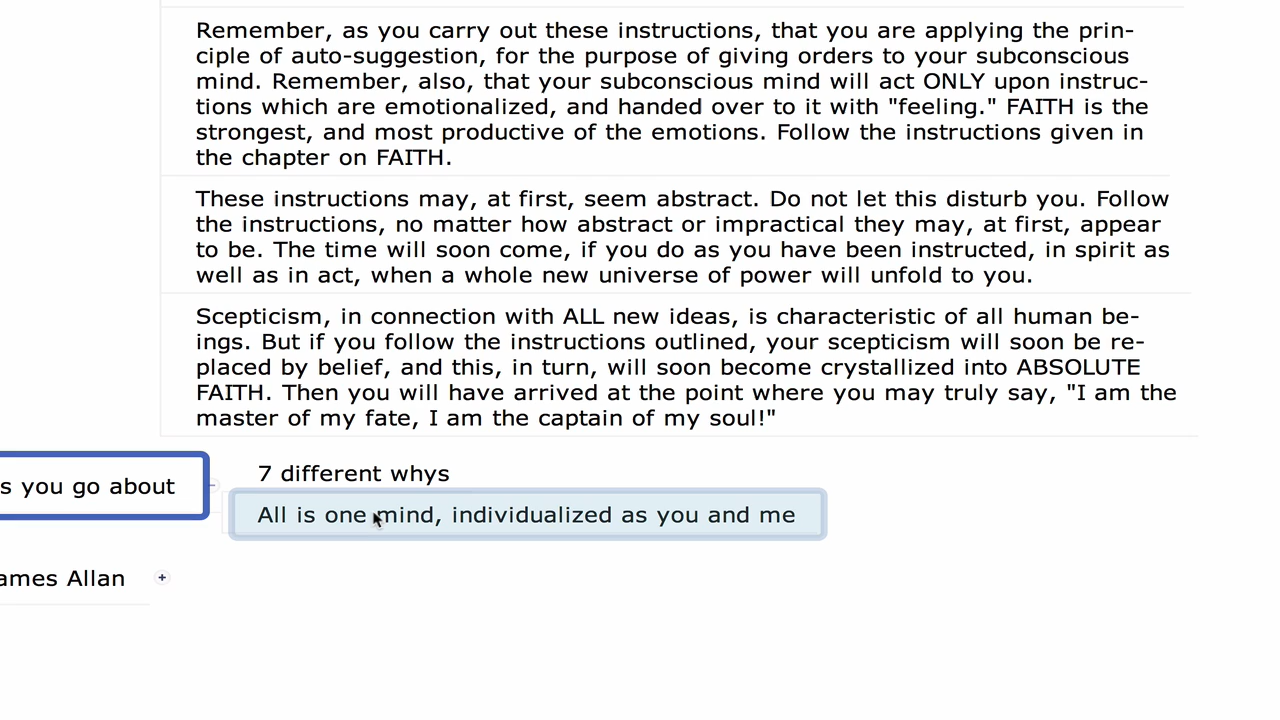 Remember, as you carry out these instructions, that you are applying the prin-
ciple of auto-suggestion, for the purpose of giving orders to your subconscious
mind. Remember, also, that your subconscious mind will act ONLY upon instruc-
tions which are emotionalized, and handed over to it with "feeling." FAITH is the
strongest, and most productive of the emotions. Follow the instructions given in
the chapter on FAITH.
These instructions may, at first, seem abstract. Do not let this disturb you. Follow
the instructions, no matter how abstract or impractical they may, at first, appear
to be. The time will soon come, if you do as you have been instructed, in spirit as
well as in act, when a whole new universe of power will unfold to you.
Scepticism, in connection with ALL new ideas, is characteristic of all human be-
ings. But if you follow the instructions outlined, your scepticism will soon be re-
placed by belief, and this, in turn, will soon become crystallized into ABSOLUTE
FAITH. Then you will have arrived at the point where you may truly say, "I am the
master of my fate, I am the captain of my soul!"
7 different whys
s you go about
All is one mind, individualized as you and me
ames Allan